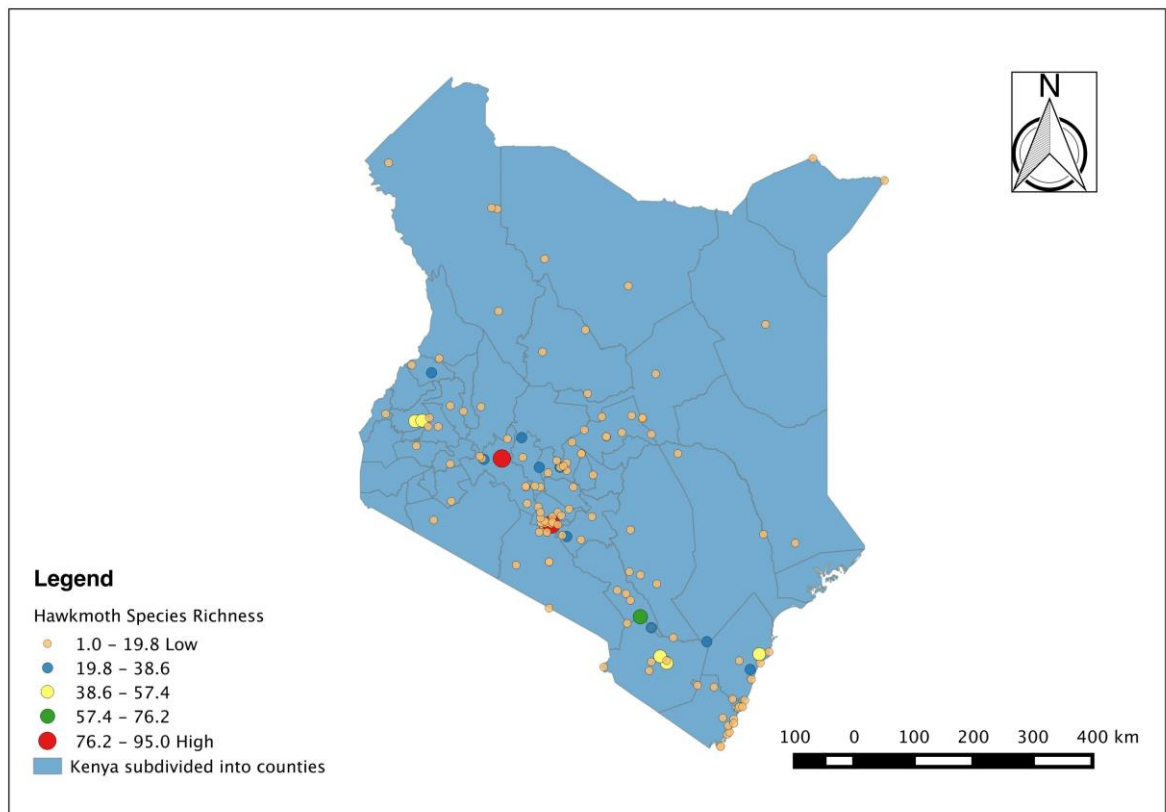 N
Legend
Hawkmoth Species Richness
1.0 – 19.8 Low
19.8 – 38.6
38.6 – 57.4
57.4 – 76.2
76.2 – 95.0 High
Kenya subdivided into counties
100 0 100 200 300 400 km